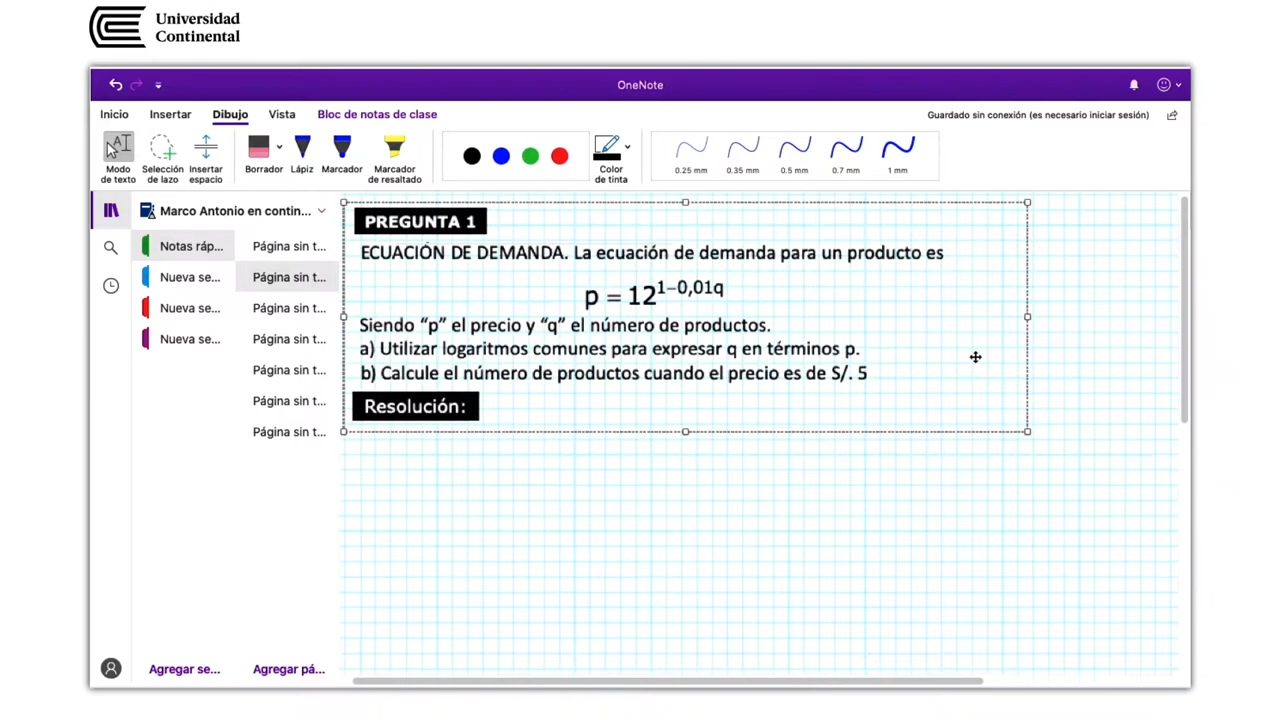 Universidad
Continental
OneNote
Inicio Insertar Dibujo Vista Bloc de notas de clase
Guardado sin conexión (es necesario iniciar sesión)
Modo de texto
Selección de lazo
Insertar espacio
Borrador
Lápiz
Marcador
Marcador de resaltado
Color de tinta
0.25 mm 0.35 mm 0.5 mm 0.7 mm 1 mm
Marco Antonio en contin...
Notas ráp...
Nueva se...
Nueva se...
Nueva se...
Página sin t...
Página sin t...
Página sin t...
Página sin t...
Página sin t...
Página sin t...
Página sin t...
Agregar se...
Agregar pá...
PREGUNTA 1
ECUACIÓN DE DEMANDA. La ecuación de demanda para un producto es
p = 12^{1−0,01q}
Siendo “p” el precio y “q” el número de productos.
a) Utilizar logaritmos comunes para expresar q en términos p.
b) Calcule el número de productos cuando el precio es de S/. 5
Resolución: